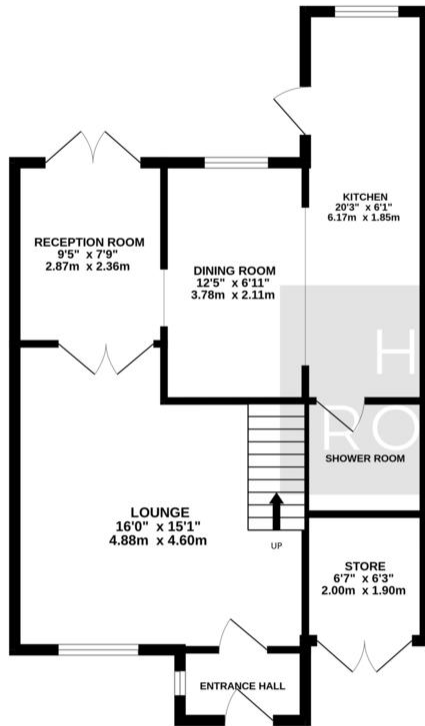 KITCHEN
20'3" x 6'1"
6.17m x 1.85m
RECEPTION ROOM
9'5" x 7'9"
2.87m x 2.36m
DINING ROOM
12'5" x 6'11"
3.78m x 2.11m
H
RO
SHOWER ROOM
LOUNGE
16'0" x 15'1"
4.88m x 4.60m
UP
STORE
6'7" x 6'3"
2.00m x 1.90m
ENTRANCE HALL